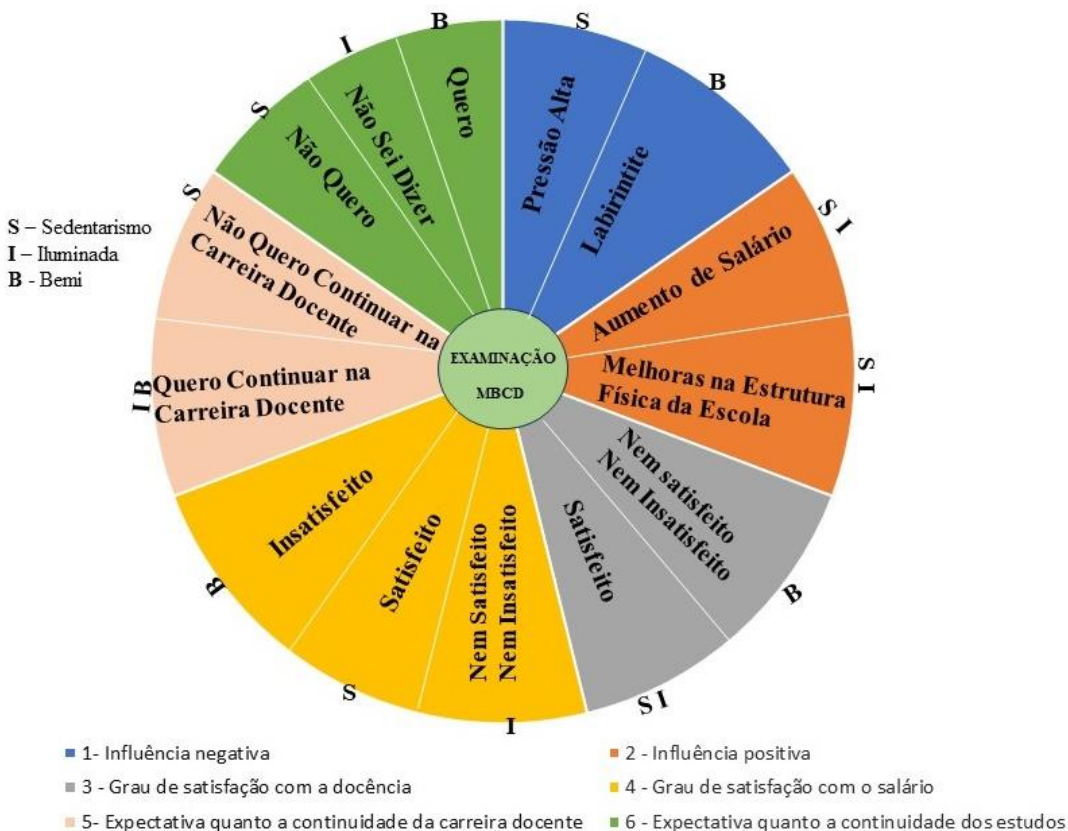 B
S
I
B
S
Quero
Não Sei Dizer
Não Quero
Pressão Alta
Labirintite
S
Não Quero Continuar na
Carreira Docente
S I
Aumento de Salário
S – Sedentarismo
I – Iluminada
B - Bemi
EXAMINAÇÃO
MBCD
I B
Quero Continuar na
Carreira Docente
S I
Melhoras na Estrutura
Física da Escola
B
Insatisfeito
S
Satisfeito
I
Nem Satisfeito
Nem Insatisfeito
S I
Satisfeito
B
Nem satisfeito
Nem Insatisfeito
1- Influência negativa
2 - Influência positiva
3 - Grau de satisfação com a docência
4 - Grau de satisfação com o salário
5- Expectativa quanto a continuidade da carreira docente
6 - Expectativa quanto a continuidade dos estudos